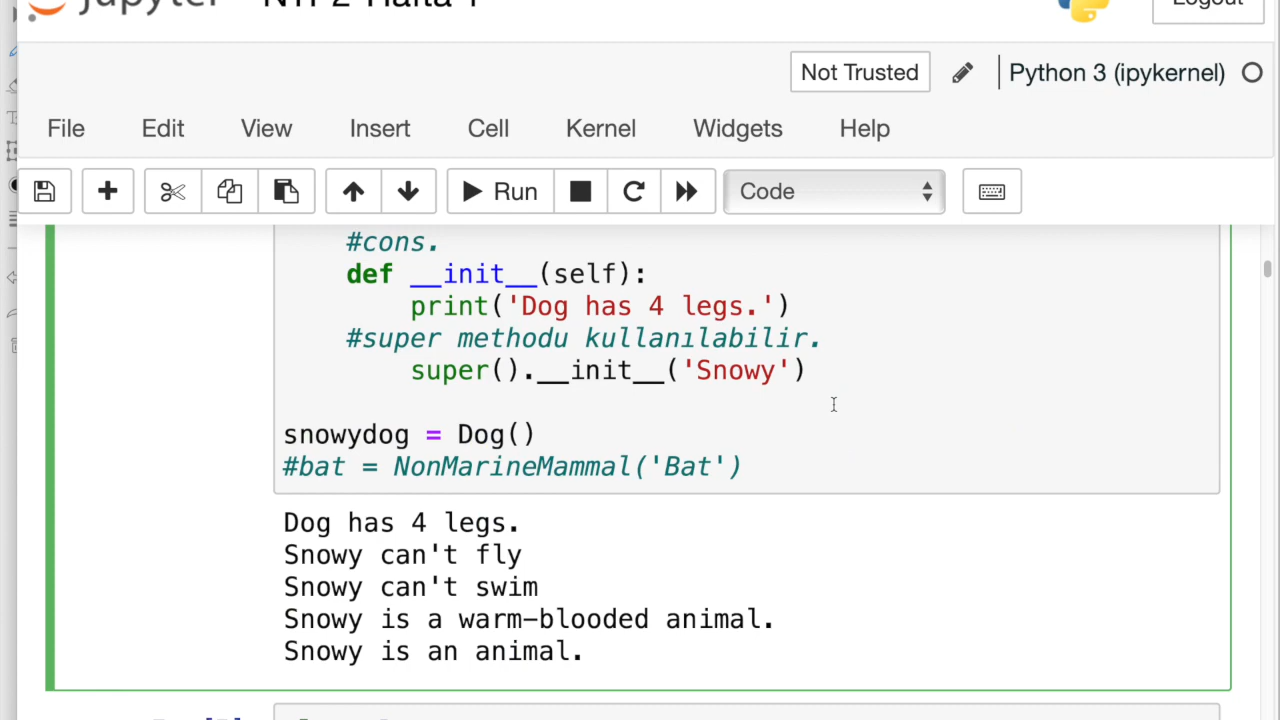 Logout
Not Trusted
Python 3 (ipykernel)
File Edit View Insert Cell Kernel Widgets Help
Run
Code
#cons.
def __init__(self):
print('Dog has 4 legs.')
#super methodu kullanılabilir.
super().__init__('Snowy')
snowydog = Dog()
#bat = NonMarineMammal('Bat')
Dog has 4 legs.
Snowy can't fly
Snowy can't swim
Snowy is a warm-blooded animal.
Snowy is an animal.